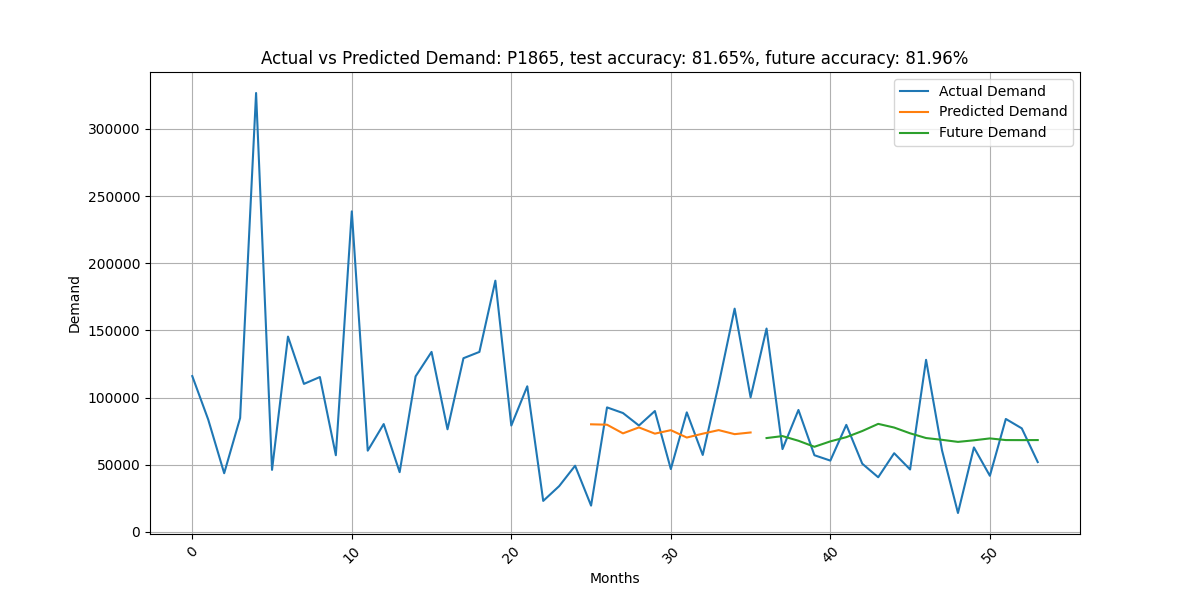 Actual vs Predicted Demand: P1865, test accuracy: 81.65%, future accuracy: 81.96%
Actual Demand
Predicted Demand
Future Demand
Demand
300000
250000
200000
150000
100000
50000
0
0 10 20 30 40 50
Months